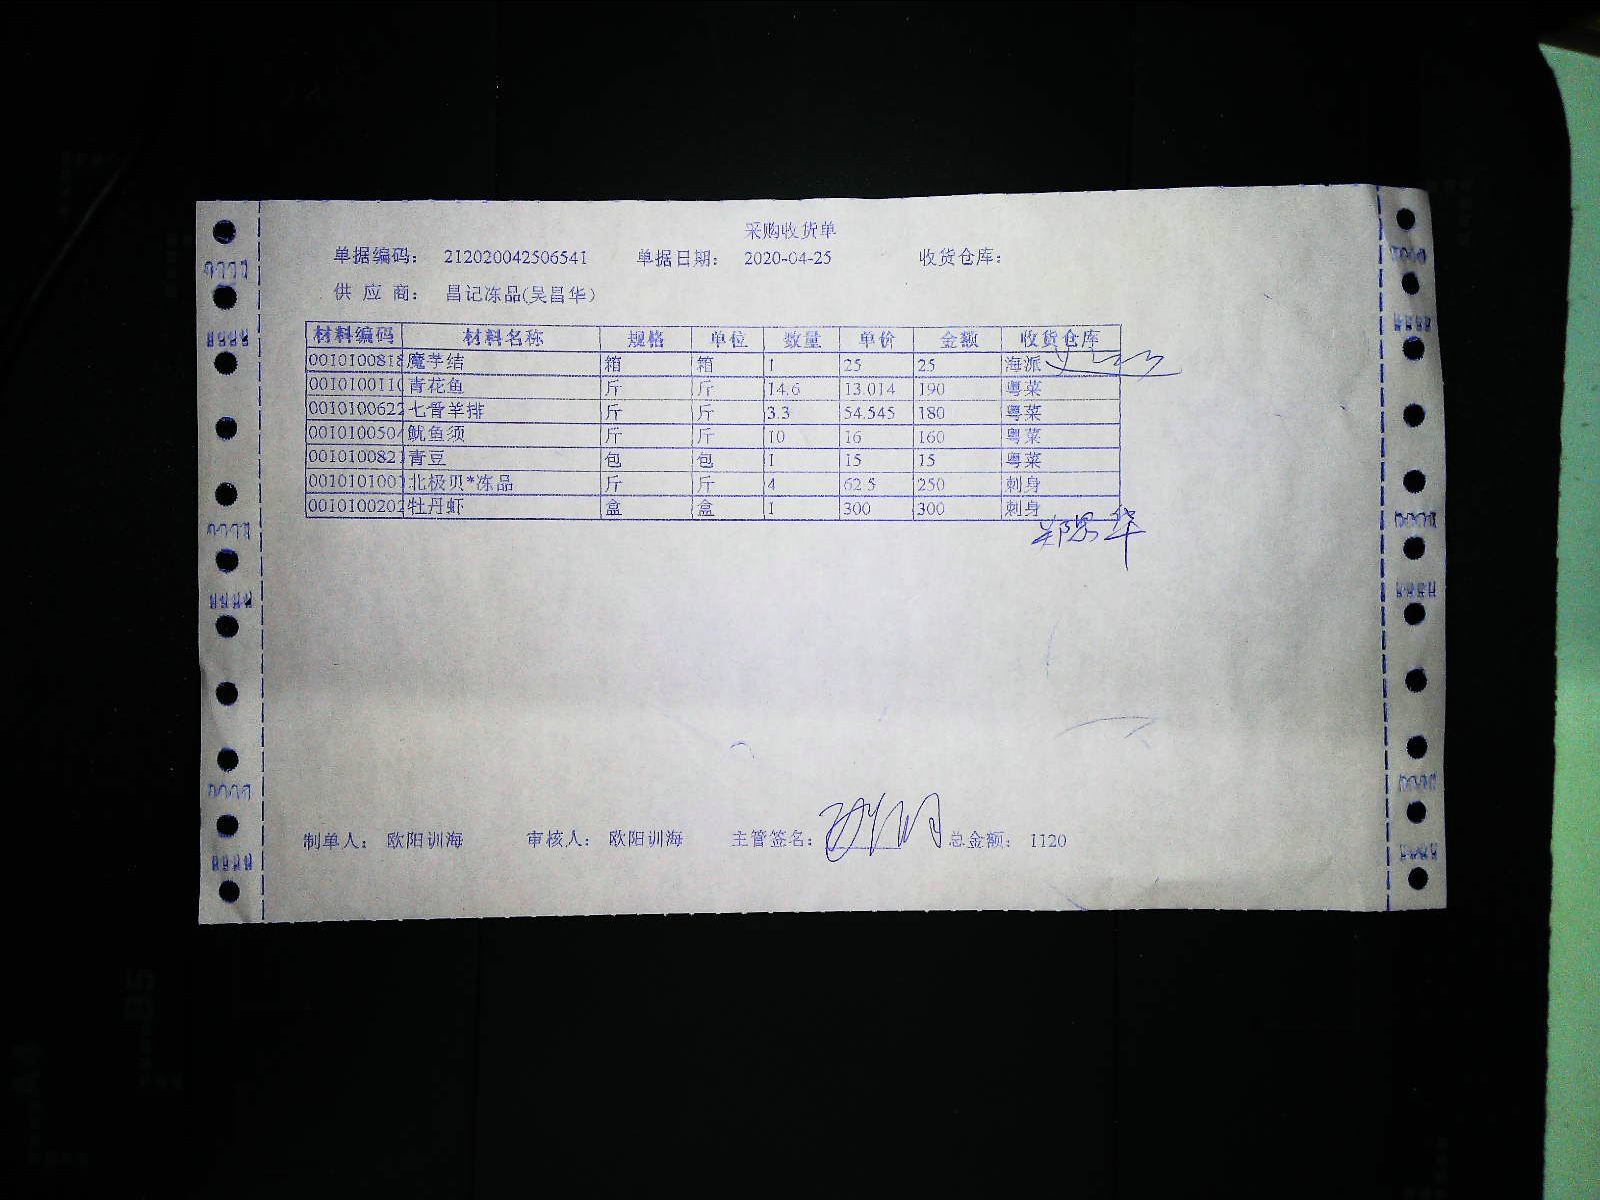 采购收货单
单据编码： 212020042506541 单据日期： 2020-04-25 收货仓库：
供 应 商： 昌记冻品(吴昌华)
材料编码 材料名称 规格 单位 数量 单价 金额 收货仓库
0010100818 魔芋结 箱 箱 1 25 25 海派
001010011 青花鱼 斤 斤 14.6 13.014 190 粤菜
0010100622 七骨羊排 斤 斤 3.3 54.545 180 粤菜
001010050 鱿鱼须 斤 斤 10 16 160 粤菜
001010082 青豆 包 包 1 15 15 粤菜
001010100 北极贝*冻品 斤 斤 4 62.5 250 刺身
0010100202 牡丹虾 盒 盒 1 300 300 刺身
制单人： 欧阳训海 审核人： 欧阳训海 主管签名： 总金额： 1120